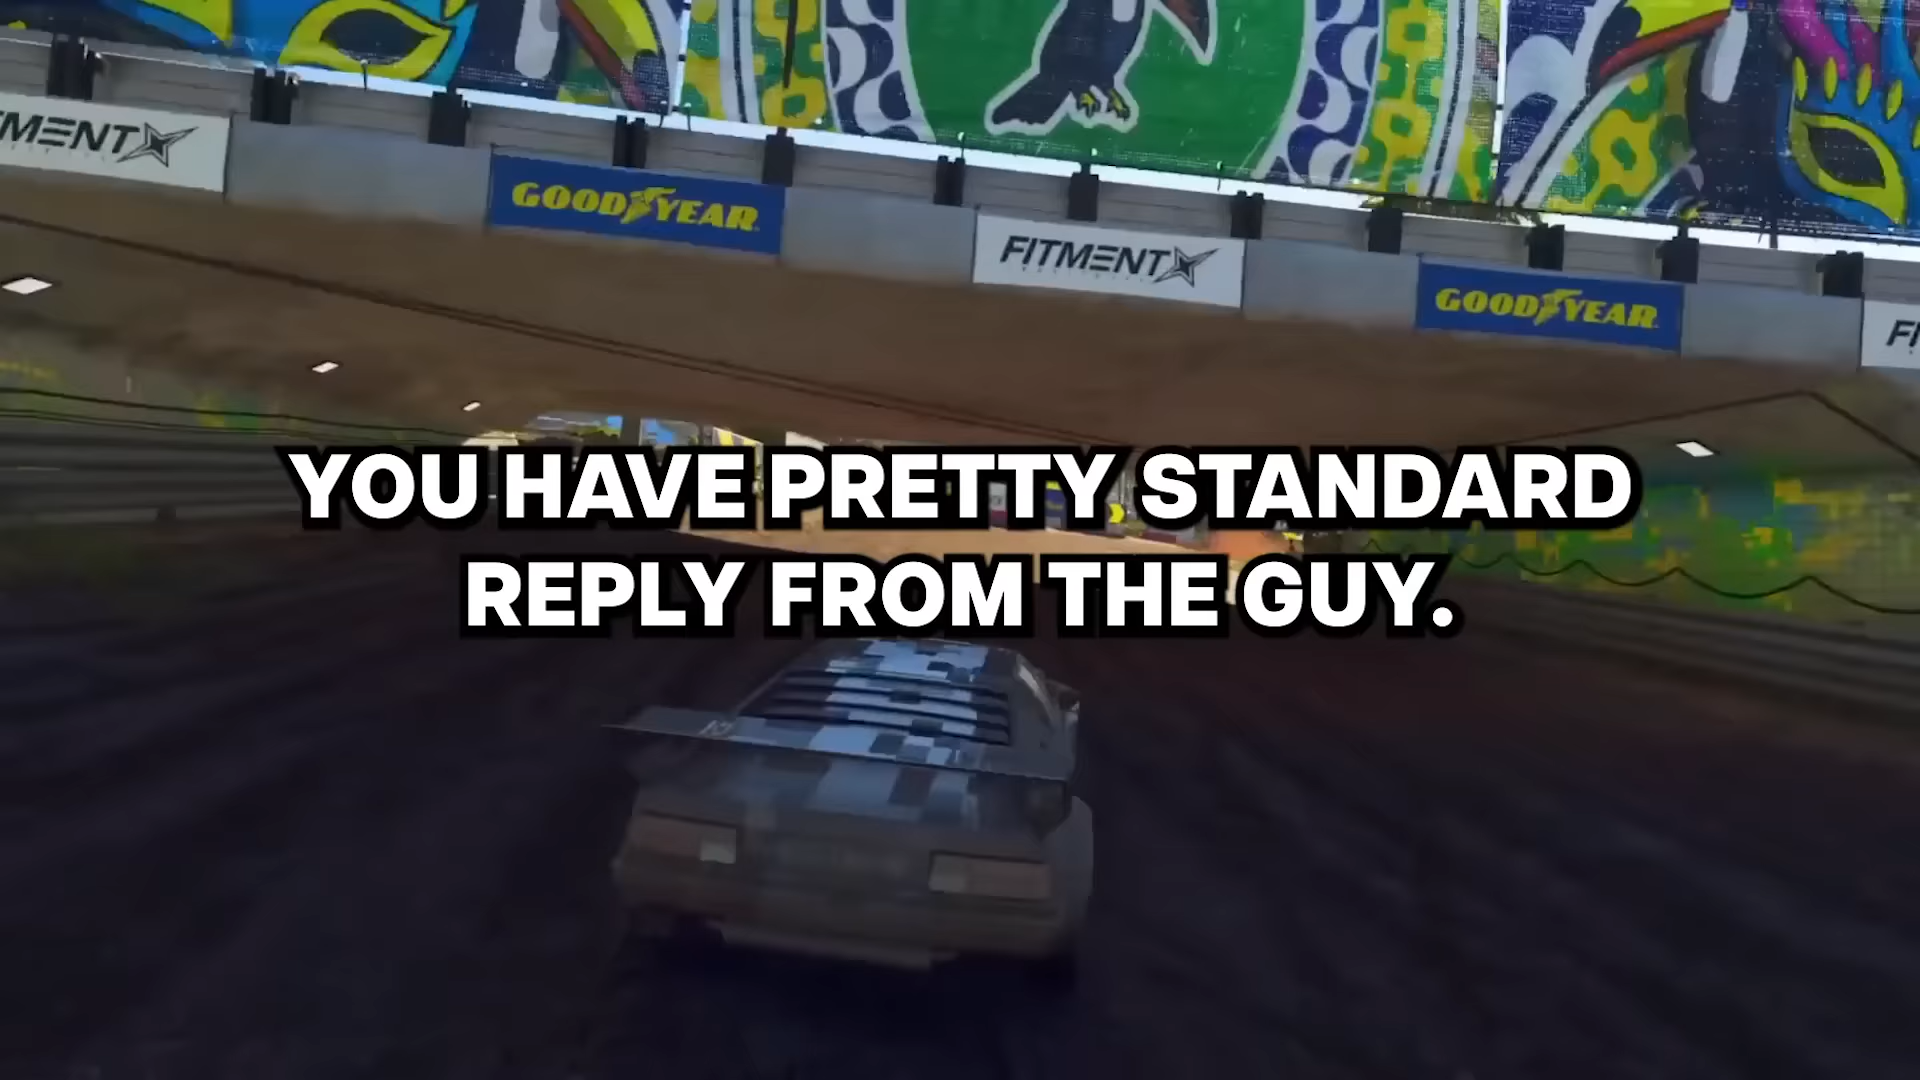 FITMENT
GOODYEAR
FITMENT
GOODYEAR
YOU HAVE PRETTY STANDARD
REPLY FROM THE GUY.